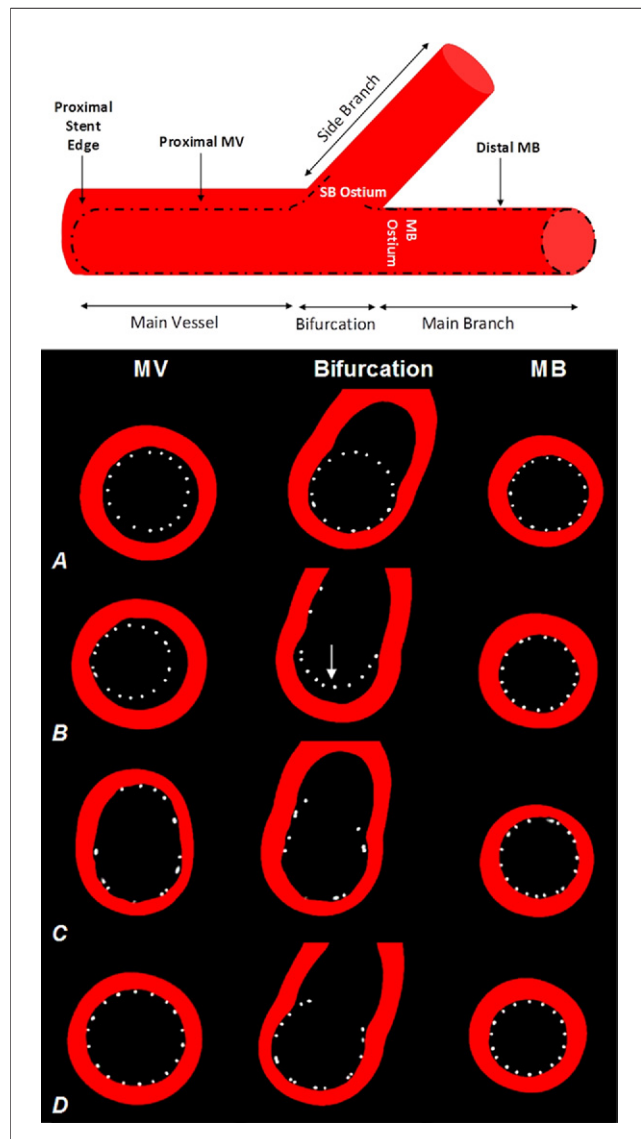 Proximal
Stent
Edge
Proximal MV
Side Branch
Distal MB
SB Ostium
MB
Ostium
Main Vessel
Bifurcation
Main Branch
MV
Bifurcation
MB
A
B
C
D